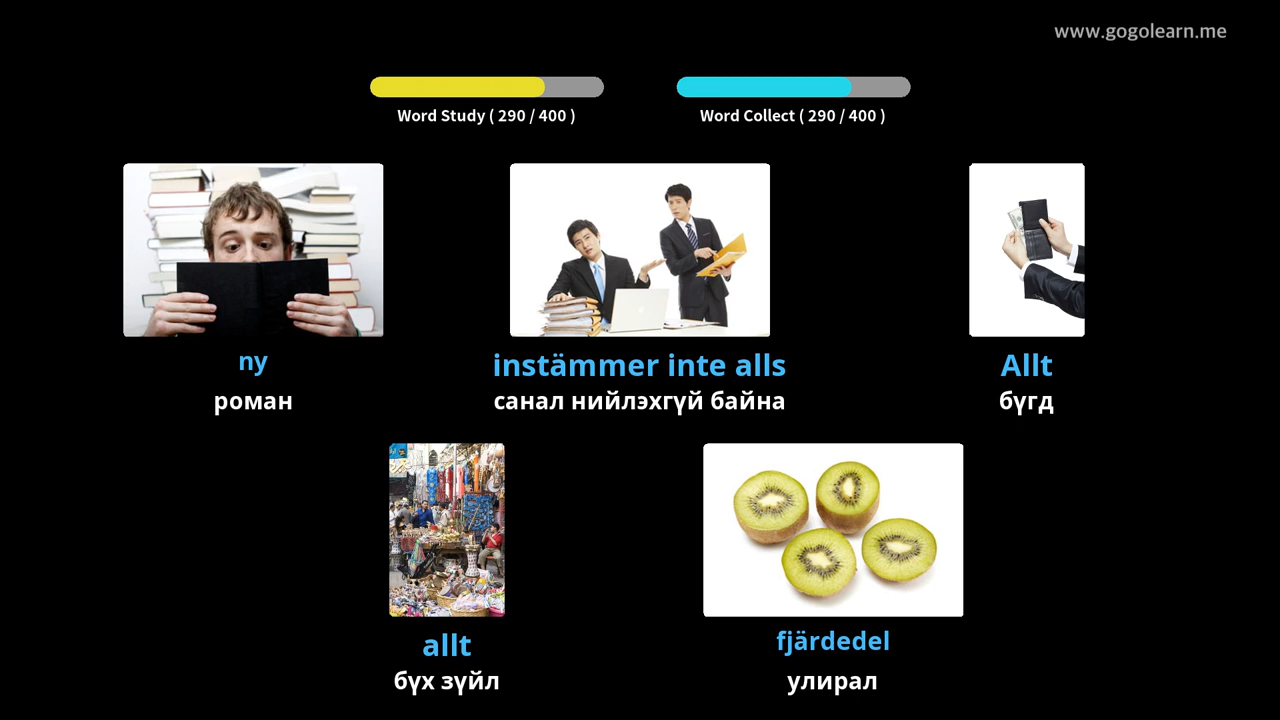 www.gogolearn.me
Word Study ( 290 / 400 )
Word Collect ( 290 / 400 )
ny
роман
instämmer inte alls
санал нийлэхгүй байна
Allt
бүгд
allt
бүх зүйл
fjärdedel
улирал